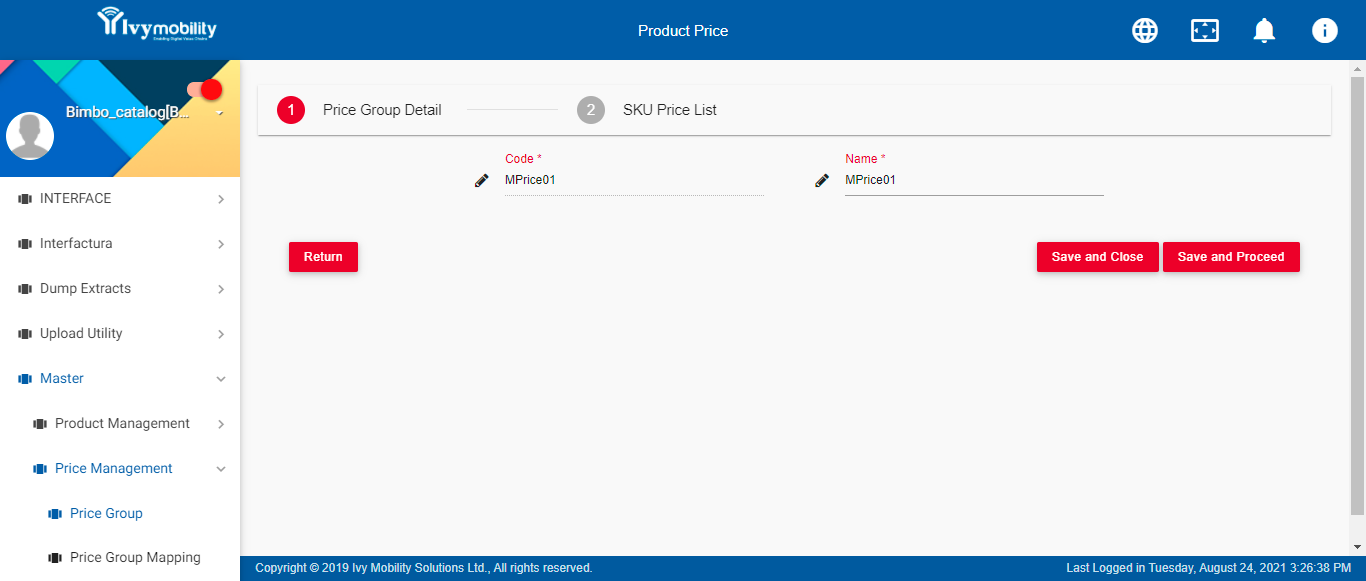 Ivymobility
Enabling Digital Value Chains
Product Price
Bimbo_catalog[B...
INTERFACE
Interfactura
Dump Extracts
Upload Utility
Master
Product Management
Price Management
Price Group
Price Group Mapping
1 Price Group Detail 2 SKU Price List
Code * Name *
MPrice01 MPrice01
Return Save and Close Save and Proceed
Copyright © 2019 Ivy Mobility Solutions Ltd., All rights reserved. Last Logged in Tuesday, August 24, 2021 3:26:38 PM